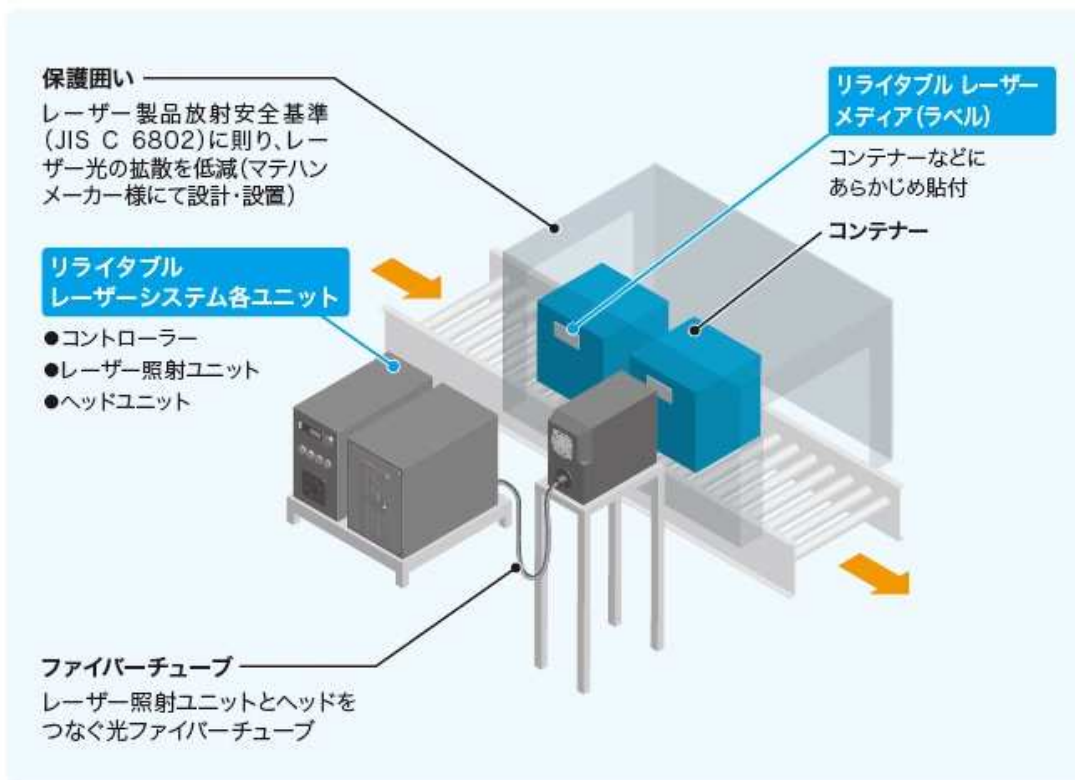 保護囲い
レーザー製品放射安全基準
(JIS C 6802)に則り、レー
ザー光の拡散を低減(マテハン
メーカー様にて設計・設置)
リライタブル レーザー
メディア(ラベル)
コンテナーなどに
あらかじめ貼付
コンテナー
リライタブル
レーザーシステム各ユニット
●コントローラー
●レーザー照射ユニット
●ヘッドユニット
ファイバーチューブ
レーザー照射ユニットとヘッドを
つなぐ光ファイバーチューブ